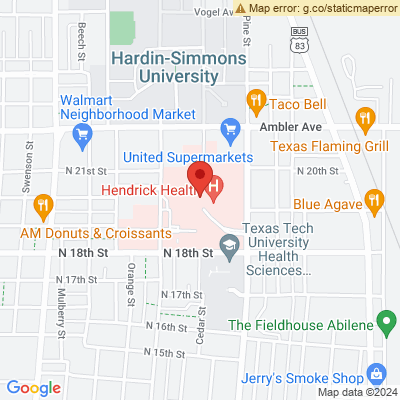 Vogel Ave
Map error: g.co/staticmaperror
Beech St
Hardin-Simmons
University
Pine St
BUS
83
Walmart
Neighborhood Market
Taco Bell
Ambler Ave
United Supermarkets
Texas Flaming Grill
Swenson St
N 21st St
N 20th St
Hendrick Health
H
Blue Agave
AM Donuts & Croissants
Texas Tech
University
Health
Sciences...
N 18th St
N 18th St
Orange St
Mulberry St
N 17th St
Cedar St
N 16th St
The Fieldhouse Abilene
N 15th St
Jerry's Smoke Shop
Google
Map data ©2024